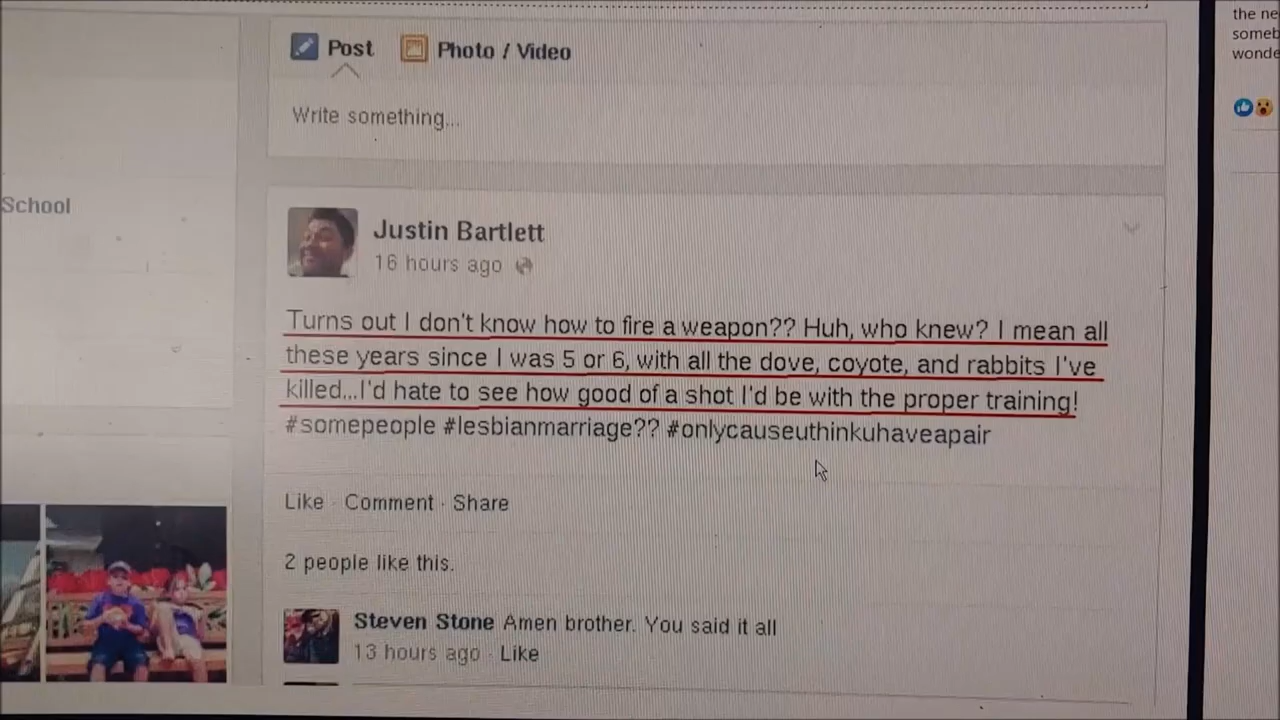 the ne
someb
wonde
Post Photo / Video
Write something...
School
Justin Bartlett
16 hours ago
Turns out I don't know how to fire a weapon?? Huh, who knew? I mean all
these years since I was 5 or 6, with all the dove, coyote, and rabbits I've
killed...I'd hate to see how good of a shot I'd be with the proper training!
#somepeople #lesbianmarriage?? #onlycauseuthinkuhaveapair
Like · Comment · Share
2 people like this.
Steven Stone Amen brother. You said it all
13 hours ago · Like